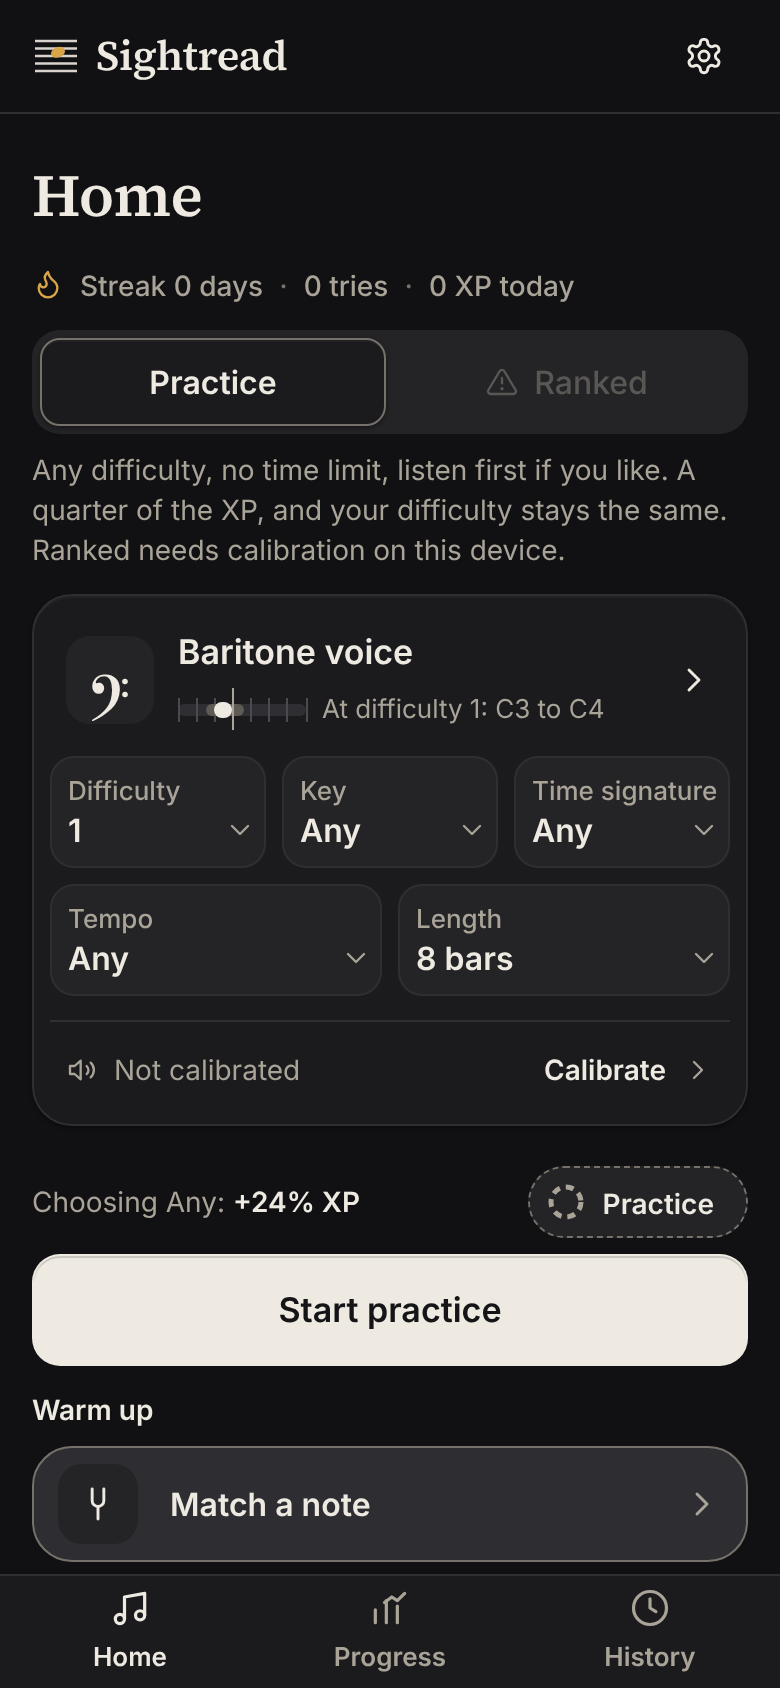 Sightread
Home
Streak 0 days · 0 tries · 0 XP today
Practice
Ranked
Any difficulty, no time limit, listen first if you like. A
quarter of the XP, and your difficulty stays the same.
Ranked needs calibration on this device.
Baritone voice
At difficulty 1: C3 to C4
Difficulty
1
Key
Any
Time signature
Any
Tempo
Any
Length
8 bars
Not calibrated
Calibrate
Choosing Any: +24% XP
Practice
Start practice
Warm up
Match a note
Home
Progress
History